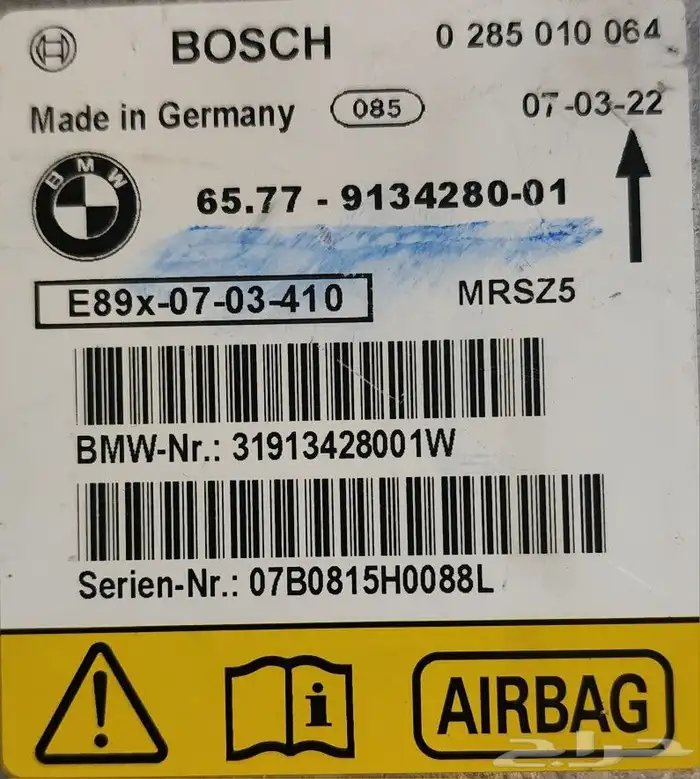 BOSCH 0 285 010 064
Made in Germany 085 07-03-22
BMW
65.77 - 9134280-01
E89x-07-03-410 MRSZ5
BMW-Nr.: 31913428001W
Serien-Nr.: 07B0815H0088L
AIRBAG
حراج